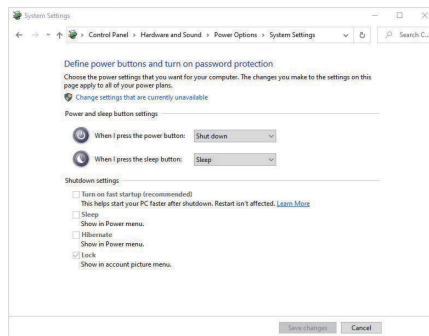 System Settings
Control Panel > Hardware and Sound > Power Options > System Settings
Search C...
Define power buttons and turn on password protection
Choose the power settings that you want for your computer. The changes you make to the settings on this
page apply to all of your power plans.
Change settings that are currently unavailable
Power and sleep button settings
When I press the power button: Shut down
When I press the sleep button: Sleep
Shutdown settings
Turn on fast startup (recommended)
This helps start your PC faster after shutdown. Restart isn't affected. Learn More
Sleep
Show in Power menu.
Hibernate
Show in Power menu.
Lock
Show in account picture menu.
Save changes Cancel